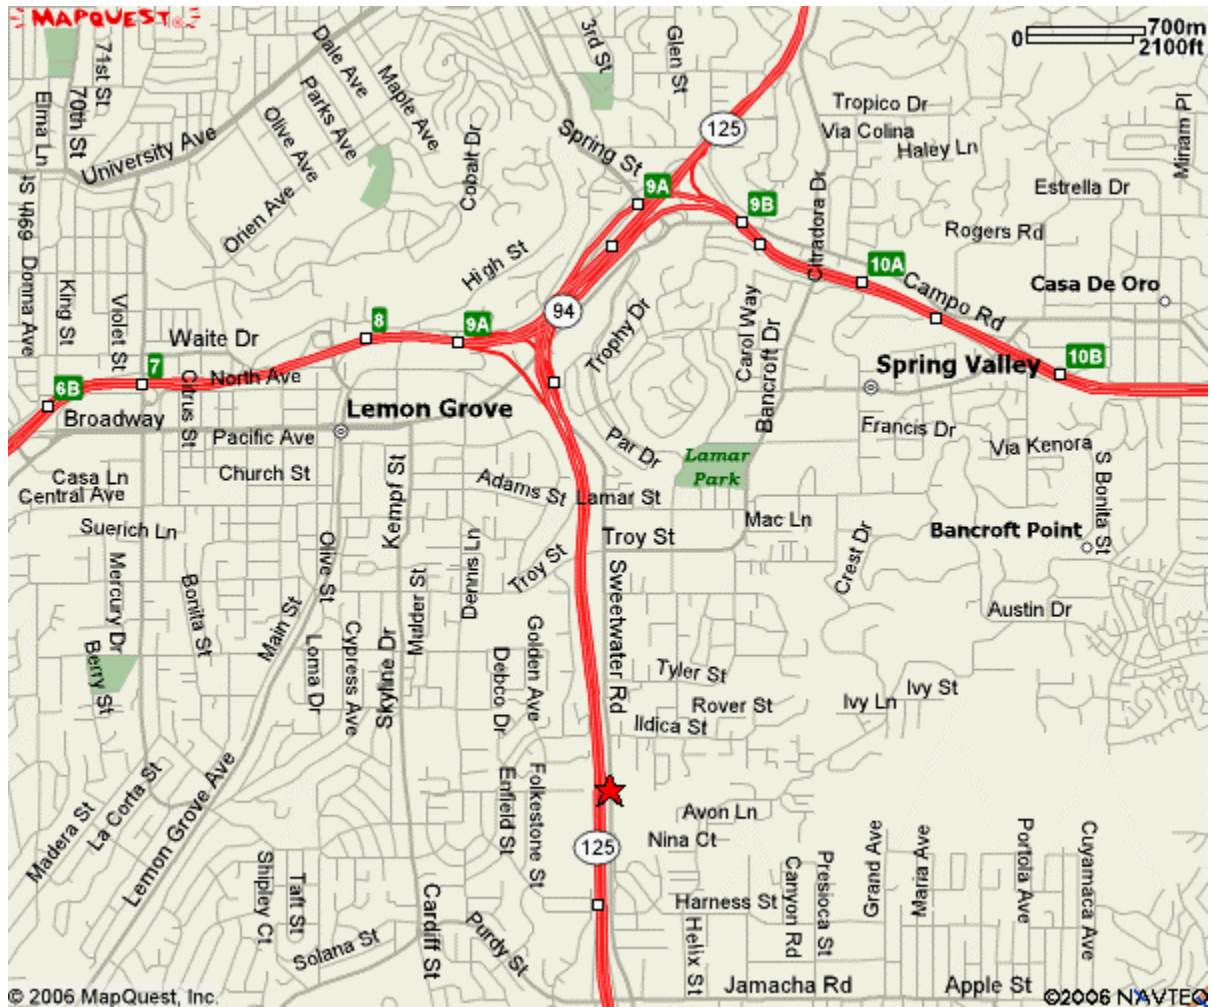 MAPQUEST
700m
0
2100ft
71st St
70th St
Elma Ln
University Ave
Dale Ave
Maple Ave
Parks Ave
Olive Ave
Orien Ave
Cobalt Dr
3rd St
Glen St
Spring St
125
Tropico Dr
Via Colina
Haley Ln
Miriam Pl
Estrella Dr
Rogers Rd
Citradora Dr
9A
9B
10A
Campo Rd
Casa De Oro
69th St
Donna Ave
King St
Violet St
Waite Dr
High St
94
8
9A
7
6B
North Ave
Citrus St
Broadway
Pacific Ave
Lemon Grove
Trophy Dr
Carol Way
Bancroft Dr
Spring Valley
10B
Church St
Casa Ln
Central Ave
Suerich Ln
Kempf St
Adams St
Par Dr
Lamar
Park
Lamar St
Francis Dr
Via Kenora
S Bonita St
Mac Ln
Troy St
Bancroft Point
Crest Dr
Austin Dr
Mercury Dr
Bonita St
Olive St
Main St
Mulder St
Dennis Ln
Troy St
Sweetwater Rd
Berry St
Loma Dr
Cypress Ave
Skyline Dr
Debco Dr
Golden Ave
Tyler St
Rover St
Ildica St
Ivy Ln
Ivy St
Madera St
La Corta St
Lemon Grove Ave
Enfield St
Folkestone St
Avon Ln
Nina Ct
125
Shipley Ct
Taft St
Solana St
Cardiff St
Purdy St
Harness St
Helix St
Canyon Rd
Presioca St
Grand Ave
Maria Ave
Portola Ave
Cuyamaca Ave
Jamacha Rd
Apple St
© 2006 MapQuest, Inc.
©2006 NAVTEQ